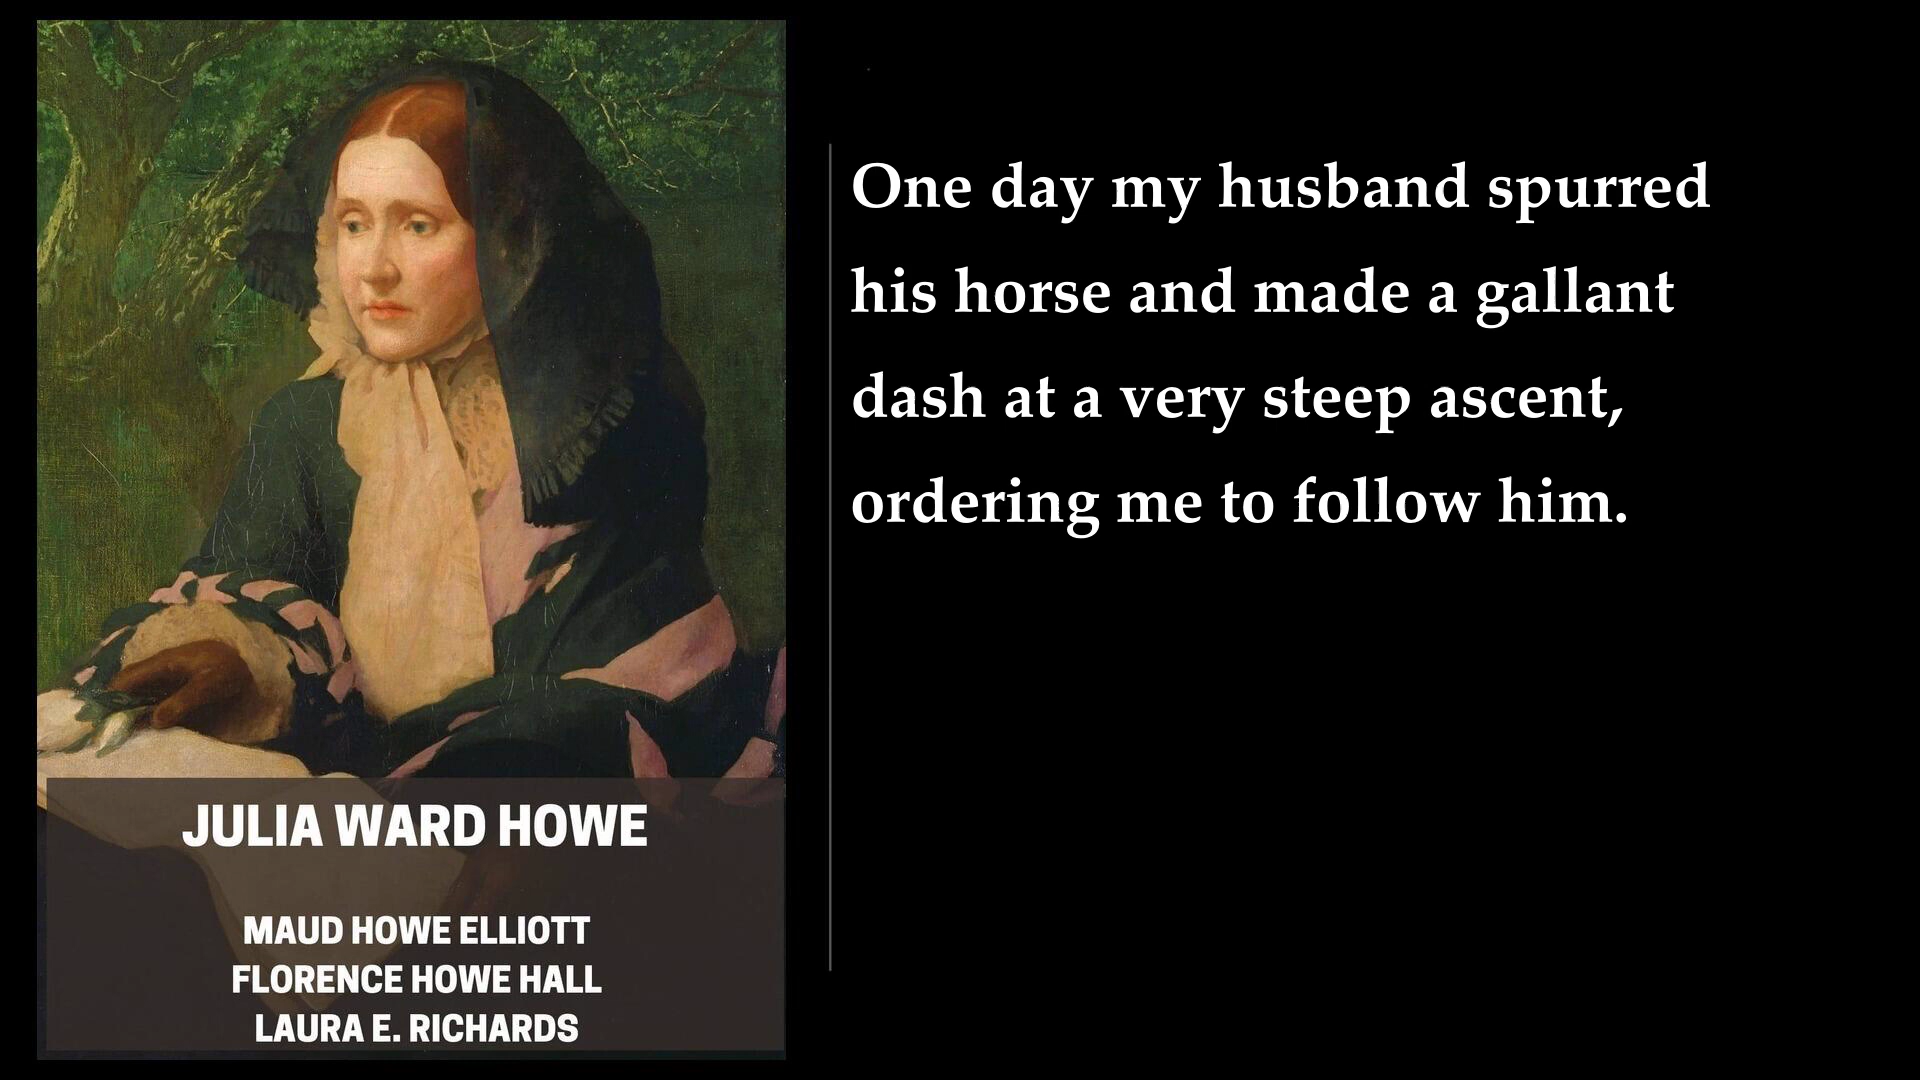 One day my husband spurred
his horse and made a gallant
dash at a very steep ascent,
ordering me to follow him.
JULIA WARD HOWE
MAUD HOWE ELLIOTT
FLORENCE HOWE HALL
LAURA E. RICHARDS